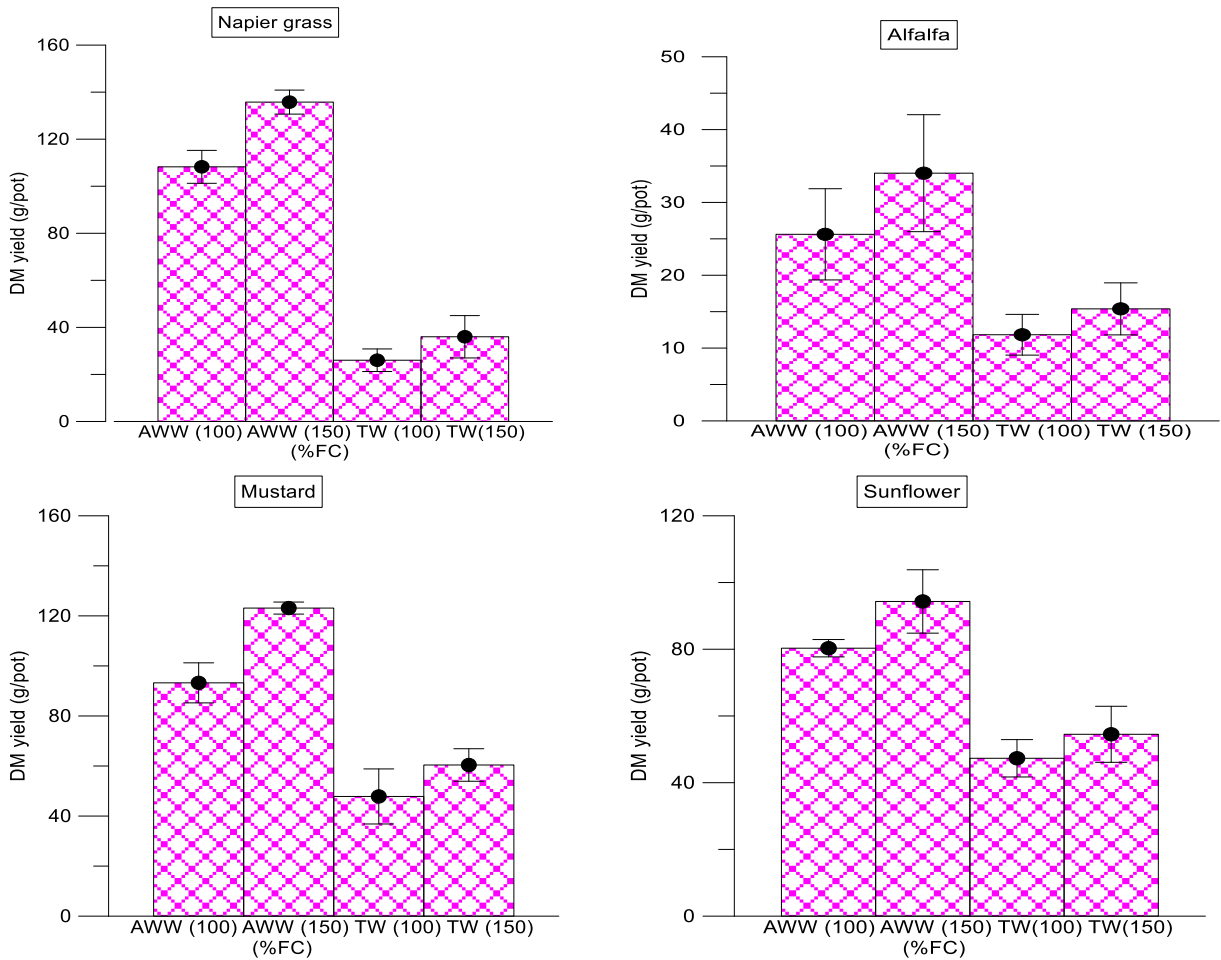 Napier grass
160
120
80
40
0
DM yield (g/pot)
AWW (100) AWW (150) TW (100) TW(150)
(%FC)
Alfalfa
50
40
30
20
10
0
DM yield (g/pot)
AWW (100) AWW (150) TW (100) TW (150)
(%FC)
Mustard
160
120
80
40
0
DM yield (g/pot)
AWW (100) AWW (150) TW (100) TW (150)
(%FC)
Sunflower
120
80
40
0
DM yield (g/pot)
AWW (100) AWW (150) TW(100) TW(150)
(%FC)